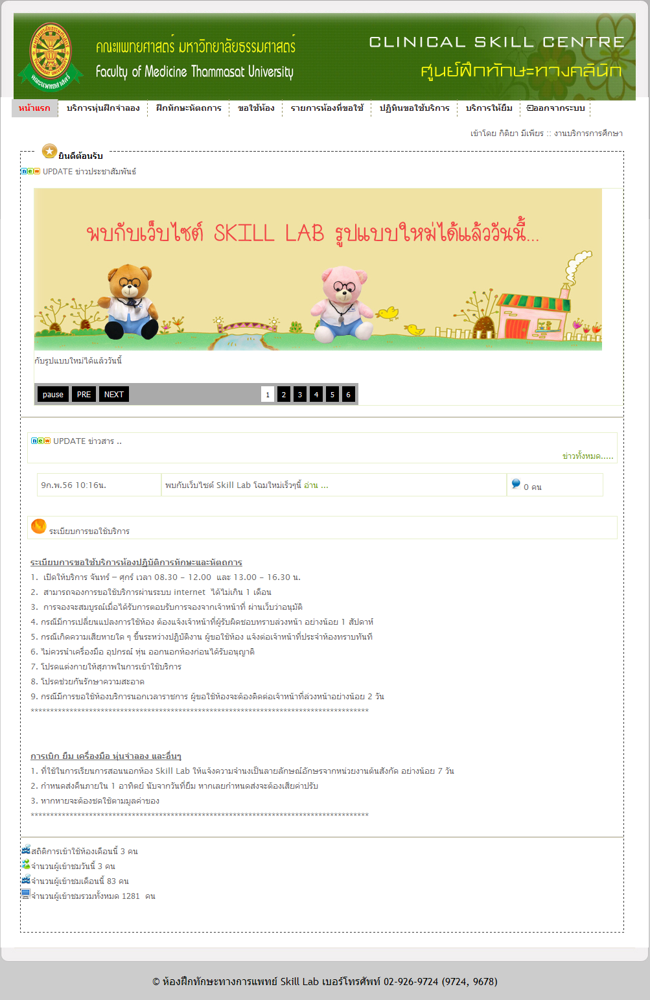 คณะแพทยศาสตร์ มหาวิทยาลัยธรรมศาสตร์
Faculty of Medicine Thammasat University
คณะแพทยศาสตร์
CLINICAL SKILL CENTRE
ศูนย์ฝึกทักษะทางคลินิก
หน้าแรก บริการหุ่นฝึกจำลอง ฝึกทักษะหัตถการ ขอใช้ห้อง รายการห้องที่ขอใช้ ปฏิทินขอใช้บริการ บริการให้ยืม ออกจากระบบ
เข้าโดย กิติยา มีเพียร :: งานบริการการศึกษา
ยินดีต้อนรับ
new UPDATE ข่าวประชาสัมพันธ์
พบกับเว็บไซต์ SKILL LAB รูปแบบใหม่ได้แล้ววันนี้...
กับรูปแบบใหม่ได้แล้ววันนี้
pause PRE NEXT 1 2 3 4 5 6
new UPDATE ข่าวสาร ..
ข่าวทั้งหมด.....
9ก.พ.56 10:16น. พบกับเว็บไซต์ Skill Lab โฉมใหม่เร็วๆนี้ อ่าน ... 0 คน
ระเบียบการขอใช้บริการ
ระเบียบการขอใช้บริการห้องปฏิบัติการทักษะและหัตถการ
1. เปิดให้บริการ จันทร์ – ศุกร์ เวลา 08.30 - 12.00 และ 13.00 - 16.30 น.
2. สามารถจองการขอใช้บริการผ่านระบบ internet ได้ไม่เกิน 1 เดือน
3. การจองจะสมบูรณ์เมื่อได้รับการตอบรับการจองจากเจ้าหน้าที่ ผ่านเว็บว่าอนุมัติ
4. กรณีมีการเปลี่ยนแปลงการใช้ห้อง ต้องแจ้งเจ้าหน้าที่ผู้รับผิดชอบทราบล่วงหน้า อย่างน้อย 1 สัปดาห์
5. กรณีเกิดความเสียหายใด ๆ ขึ้นระหว่างปฏิบัติงาน ผู้ขอใช้ห้อง แจ้งต่อเจ้าหน้าที่ประจำห้องทราบทันที
6. ไม่ควรนำเครื่องมือ อุปกรณ์ หุ่น ออกนอกห้องก่อนได้รับอนุญาติ
7. โปรดแต่งกายให้สุภาพในการเข้าใช้บริการ
8. โปรดช่วยกันรักษาความสะอาด
9. กรณีมีการขอใช้ห้องบริการนอกเวลาราชการ ผู้ขอใช้ห้องจะต้องติดต่อเจ้าหน้าที่ล่วงหน้าอย่างน้อย 2 วัน
***************************************************************************************
การเบิก ยืม เครื่องมือ หุ่นจำลอง และอื่นๆ
1. ที่ใช้ในการเรียนการสอนนอกห้อง Skill Lab ให้แจ้งความจำนงเป็นลายลักษณ์อักษรจากหน่วยงานต้นสังกัด อย่างน้อย 7 วัน
2. กำหนดส่งคืนภายใน 1 อาทิตย์ นับจากวันที่ยืม หากเลยกำหนดส่งจะต้องเสียค่าปรับ
3. หากหายจะต้องชดใช้ตามมูลค่าของ
***************************************************************************************
สถิติการเข้าใช้ห้องเดือนนี้ 3 คน
จำนวนผู้เข้าชมวันนี้ 3 คน
จำนวนผู้เข้าชมเดือนนี้ 83 คน
จำนวนผู้เข้าชมรวมทั้งหมด 1281 คน
© ห้องฝึกทักษะทางการแพทย์ Skill Lab เบอร์โทรศัพท์ 02-926-9724 (9724, 9678)